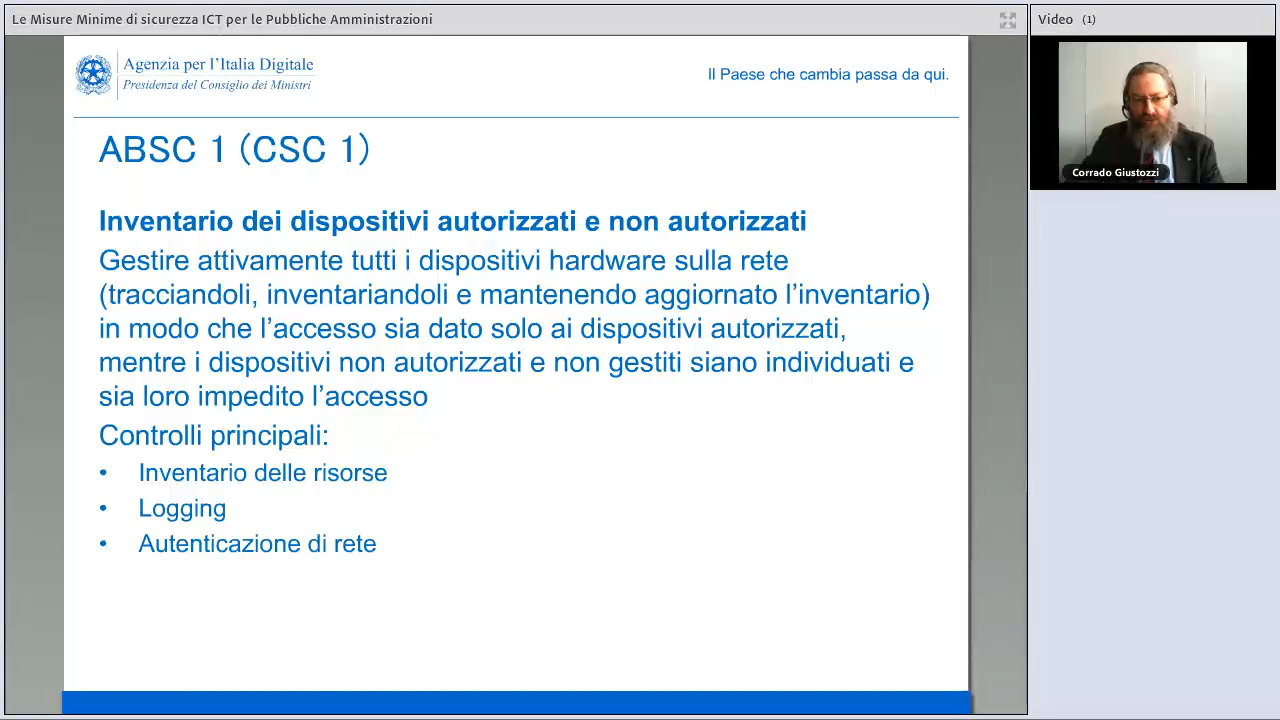 Le Misure Minime di sicurezza ICT per le Pubbliche Amministrazioni
Video (1)
Agenzia per l'Italia Digitale
Presidenza del Consiglio dei Ministri
Il Paese che cambia passa da qui.
Corrado Giustozzi
ABSC 1 (CSC 1)
Inventario dei dispositivi autorizzati e non autorizzati
Gestire attivamente tutti i dispositivi hardware sulla rete
(tracciandoli, inventariandoli e mantenendo aggiornato l'inventario)
in modo che l'accesso sia dato solo ai dispositivi autorizzati,
mentre i dispositivi non autorizzati e non gestiti siano individuati e
sia loro impedito l'accesso
Controlli principali:
• Inventario delle risorse
• Logging
• Autenticazione di rete